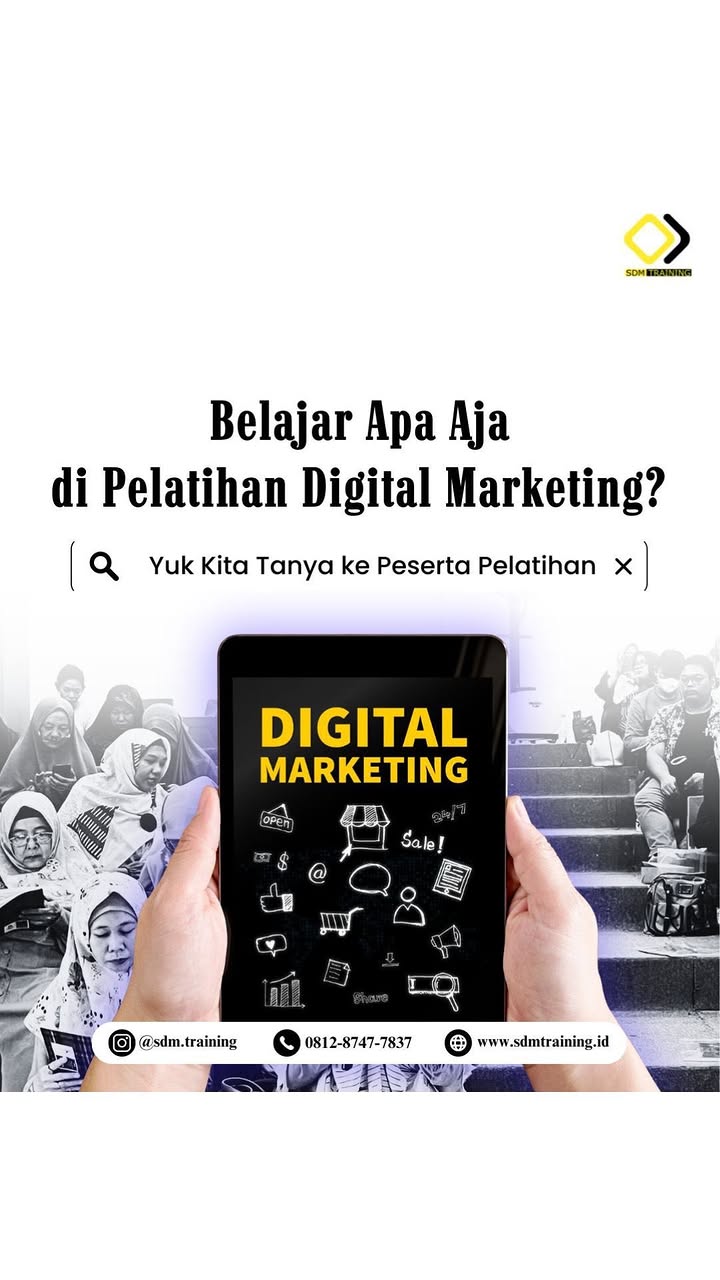 SDM TRAINING
Belajar Apa Aja
di Pelatihan Digital Marketing?
Yuk Kita Tanya ke Peserta Pelatihan
DIGITAL
MARKETING
open
24/7
Sale!
$
@
Share
@sdm.training
0812-8747-7837
www.sdmtraining.id